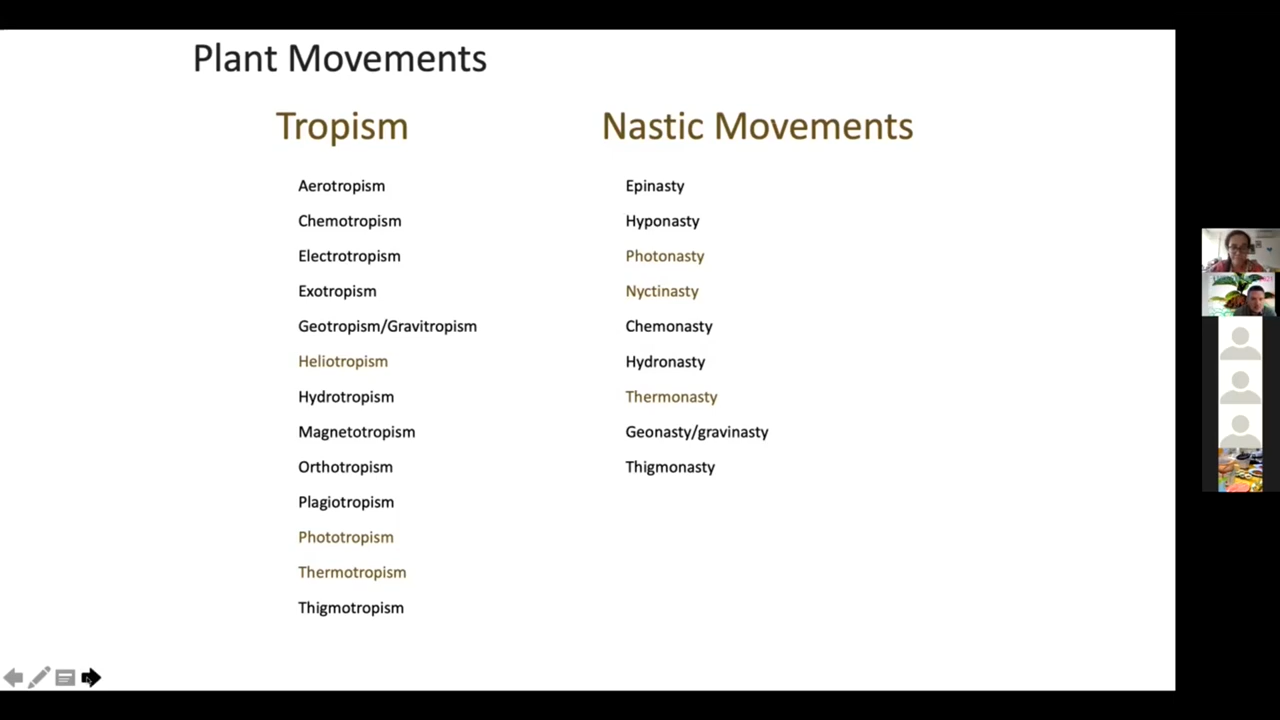 Plant Movements
Tropism
Aerotropism
Chemotropism
Electrotropism
Exotropism
Geotropism/Gravitropism
Heliotropism
Hydrotropism
Magnetotropism
Orthotropism
Plagiotropism
Phototropism
Thermotropism
Thigmotropism
Nastic Movements
Epinasty
Hyponasty
Photonasty
Nyctinasty
Chemonasty
Hydronasty
Thermonasty
Geonasty/gravinasty
Thigmonasty